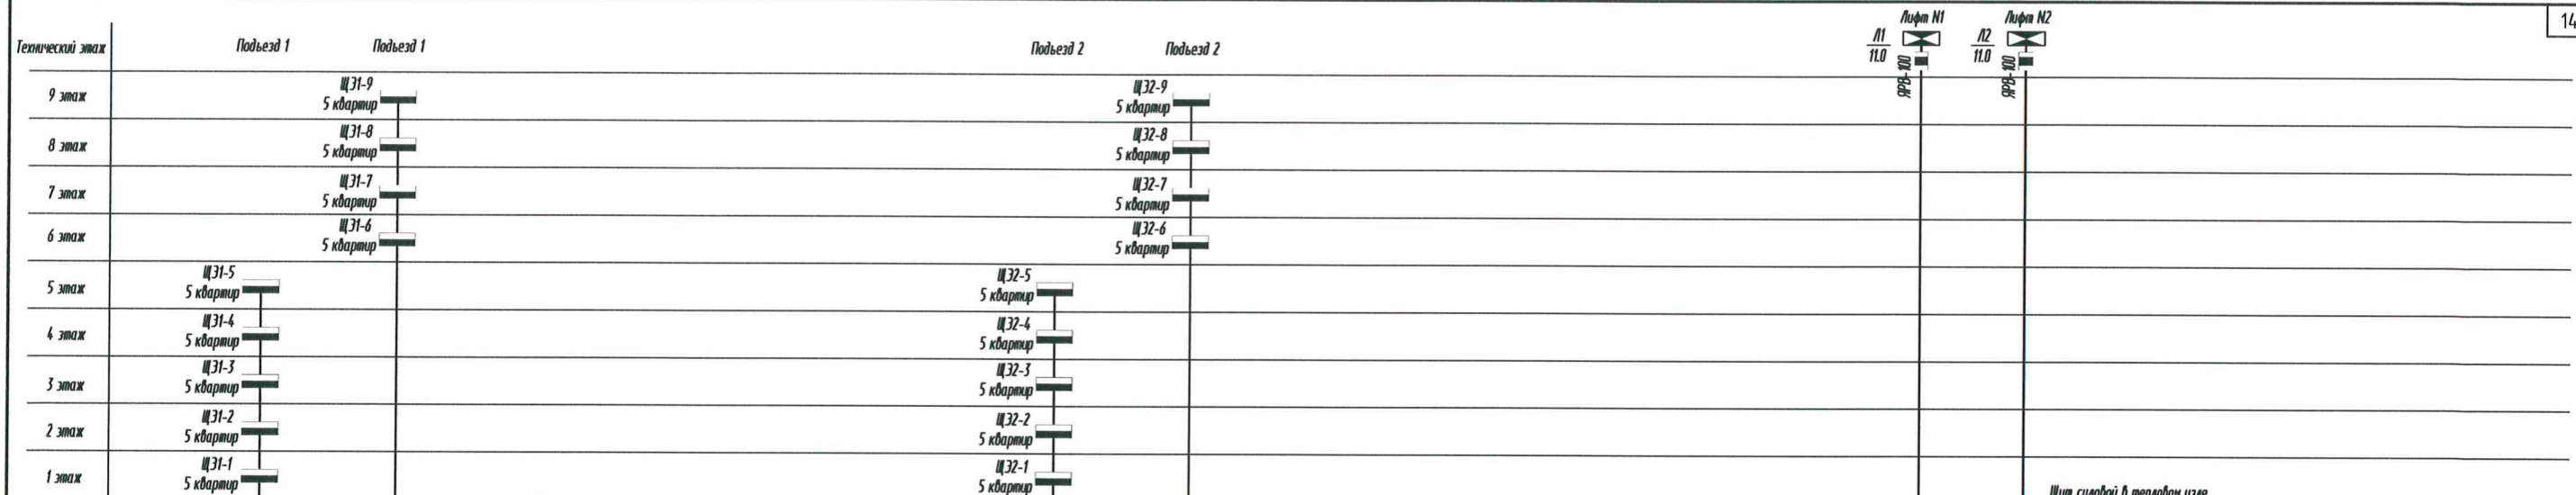 Лифт N1
Лифт N2
14
Технический этаж
Подъезд 1
Подъезд 1
Подъезд 2
Подъезд 2
Л1
11.0
ЯРВ-100
Л2
11.0
ЯРВ-100
9 этаж
ЩЭ1-9
5 квартир
ЩЭ2-9
5 квартир
8 этаж
ЩЭ1-8
5 квартир
ЩЭ2-8
5 квартир
7 этаж
ЩЭ1-7
5 квартир
ЩЭ2-7
5 квартир
6 этаж
ЩЭ1-6
5 квартир
ЩЭ2-6
5 квартир
5 этаж
ЩЭ1-5
5 квартир
ЩЭ2-5
5 квартир
4 этаж
ЩЭ1-4
5 квартир
ЩЭ2-4
5 квартир
3 этаж
ЩЭ1-3
5 квартир
ЩЭ2-3
5 квартир
2 этаж
ЩЭ1-2
5 квартир
ЩЭ2-2
5 квартир
1 этаж
ЩЭ1-1
5 квартир
ЩЭ2-1
5 квартир
Щит силовой в тепловом узле